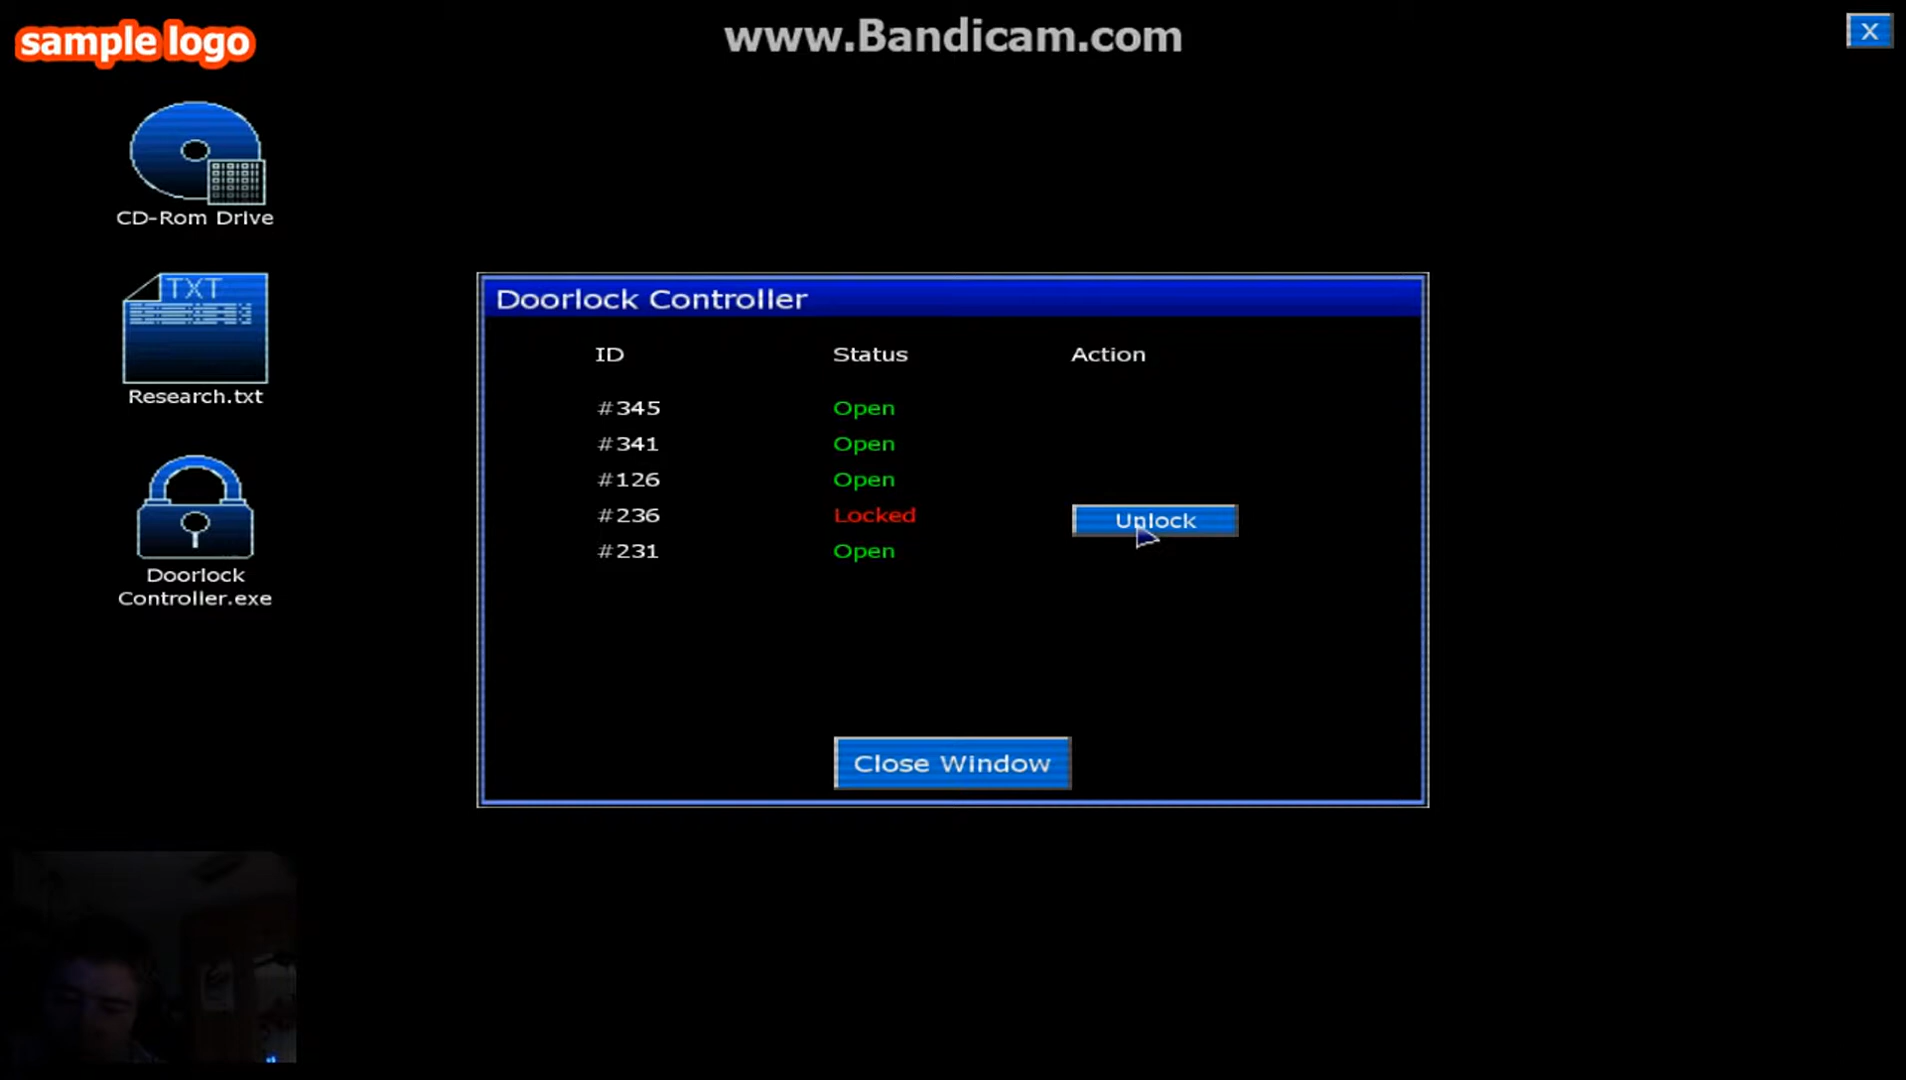 sample logo
www.Bandicam.com
X
CD-Rom Drive
TXT
Research.txt
Doorlock
Controller.exe
Doorlock Controller
ID Status Action
#345 Open
#341 Open
#126 Open
#236 Locked Unlock
#231 Open
Close Window